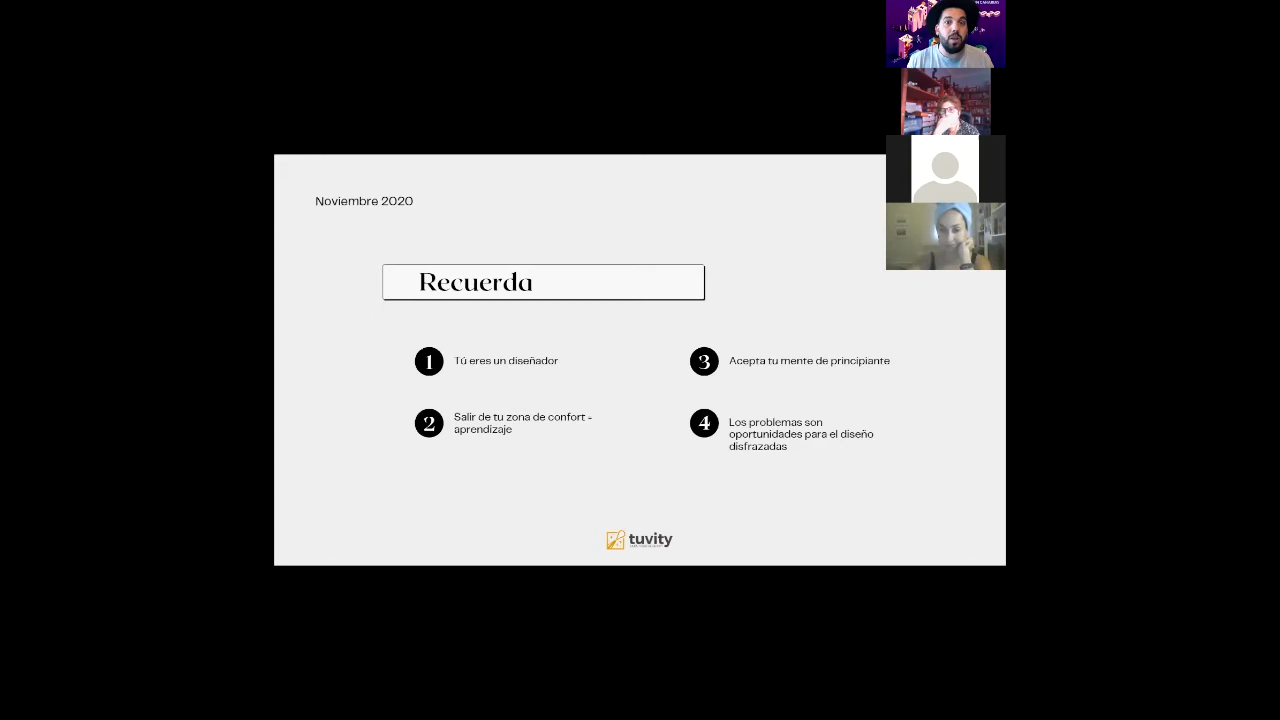 Noviembre 2020
Recuerda
1 Tú eres un diseñador
2 Salir de tu zona de confort -
aprendizaje
3 Acepta tu mente de principiante
4 Los problemas son
oportunidades para el diseño
disfrazadas
tuvity